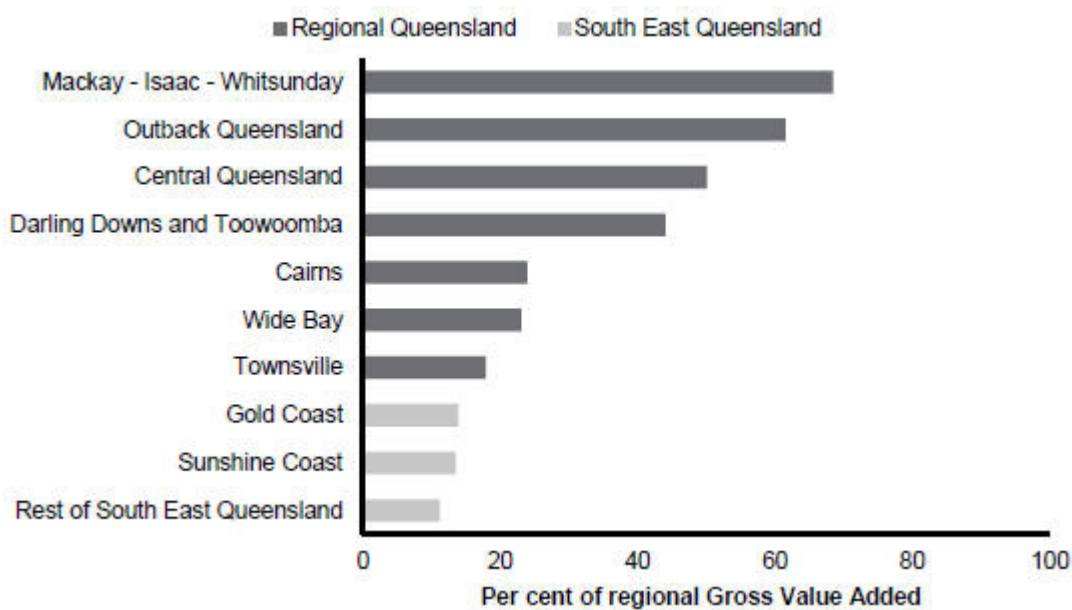 Regional Queensland South East Queensland
Mackay - Isaac - Whitsunday
Outback Queensland
Central Queensland
Darling Downs and Toowoomba
Cairns
Wide Bay
Townsville
Gold Coast
Sunshine Coast
Rest of South East Queensland
0 20 40 60 80 100
Per cent of regional Gross Value Added